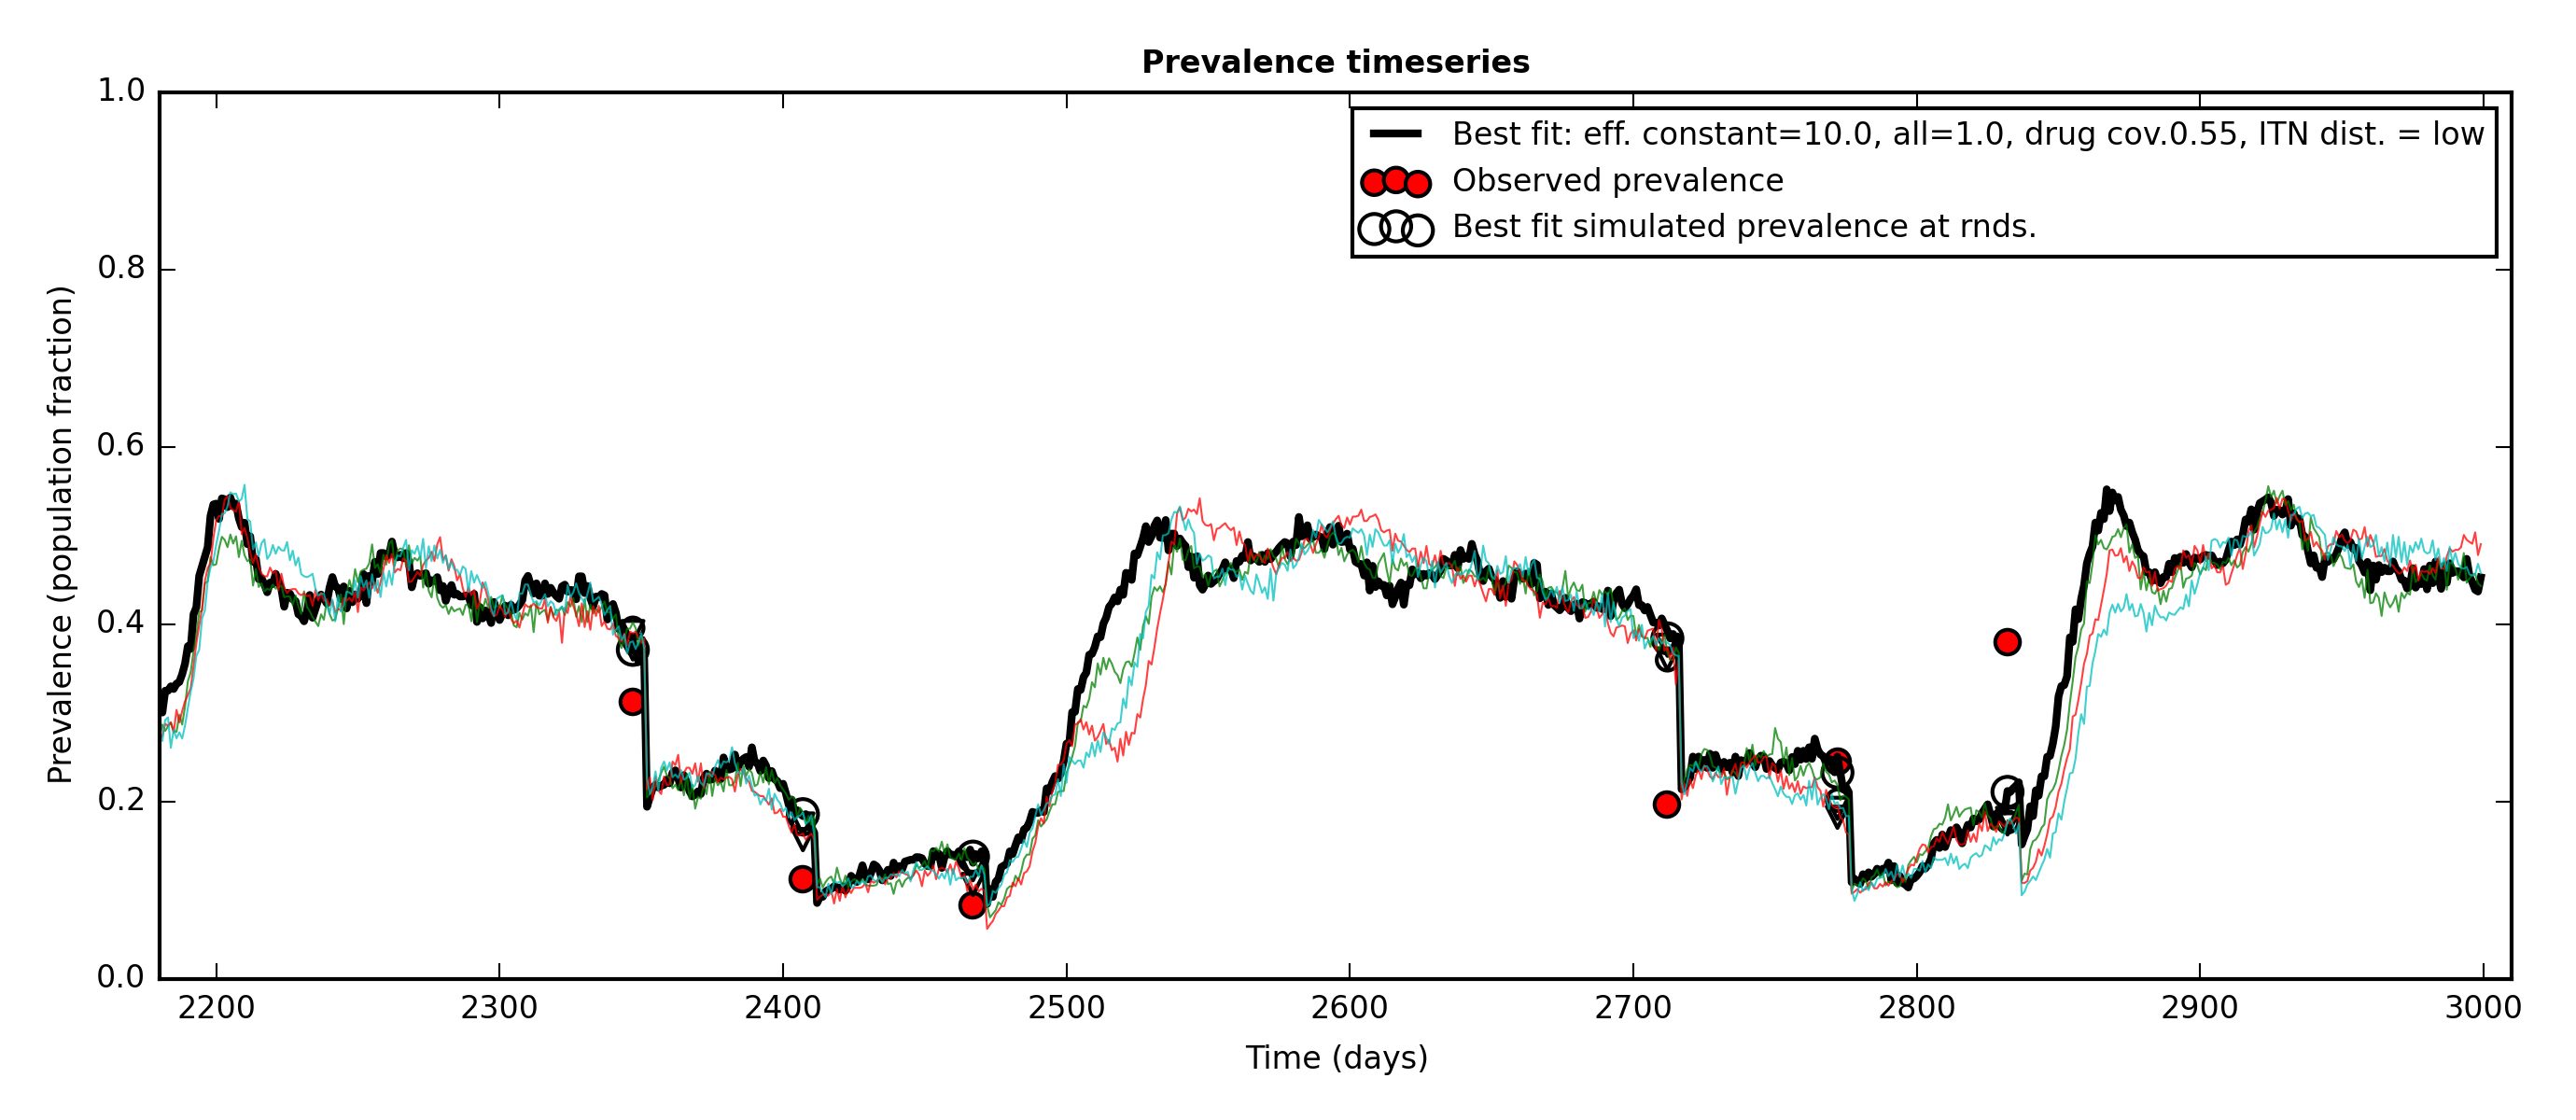 Prevalence timeseries
Best fit: eff. constant=10.0, all=1.0, drug cov.0.55, ITN dist. = low
Observed prevalence
Best fit simulated prevalence at rnds.
Prevalence (population fraction)
1.0
0.8
0.6
0.4
0.2
0.0
2200 2300 2400 2500 2600 2700 2800 2900 3000
Time (days)